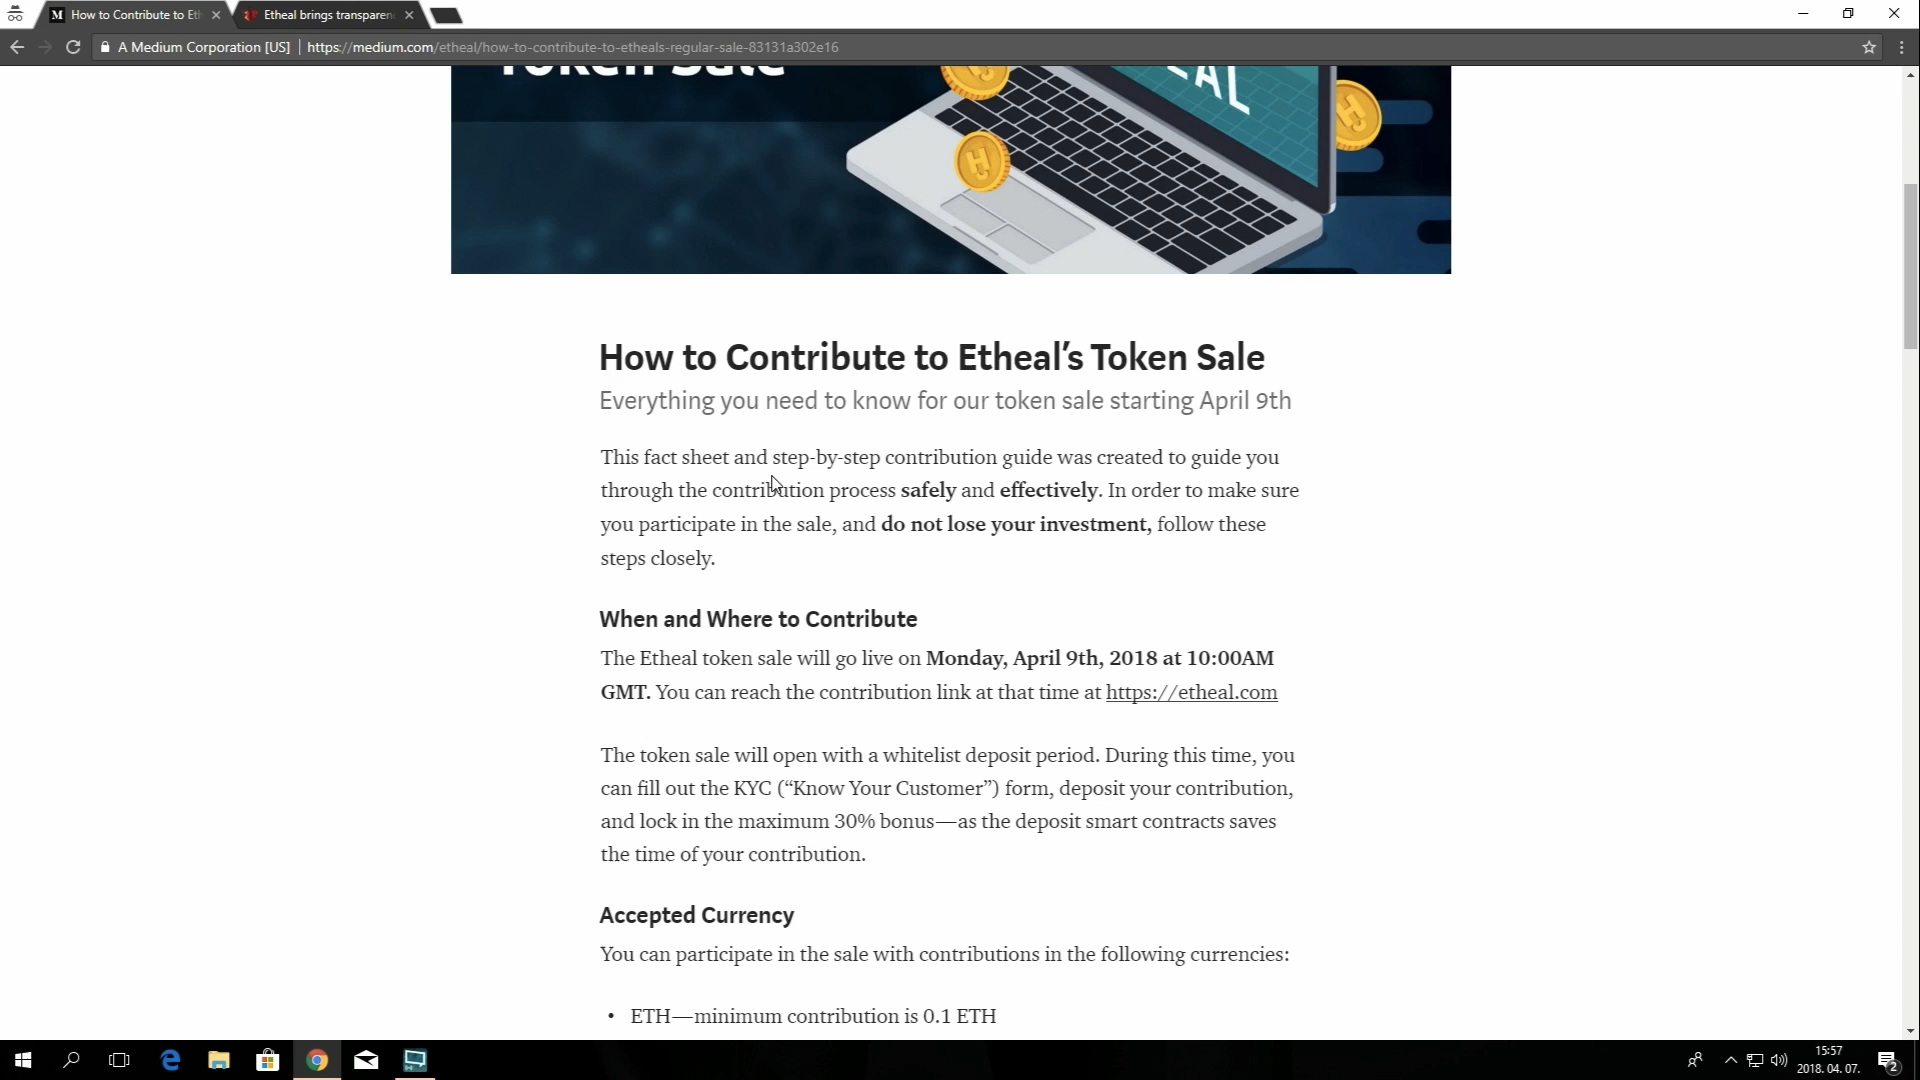 How to Contribute to Eth
Etheal brings transparen
A Medium Corporation [US]
https://medium.com/etheal/how-to-contribute-to-etheals-regular-sale-83131a302e16
Token Sale
EAL
How to Contribute to Etheal’s Token Sale
Everything you need to know for our token sale starting April 9th
This fact sheet and step-by-step contribution guide was created to guide you
through the contribution process safely and effectively. In order to make sure
you participate in the sale, and do not lose your investment, follow these
steps closely.
When and Where to Contribute
The Etheal token sale will go live on Monday, April 9th, 2018 at 10:00AM
GMT. You can reach the contribution link at that time at https://etheal.com
The token sale will open with a whitelist deposit period. During this time, you
can fill out the KYC (“Know Your Customer”) form, deposit your contribution,
and lock in the maximum 30% bonus—as the deposit smart contracts saves
the time of your contribution.
Accepted Currency
You can participate in the sale with contributions in the following currencies:
• ETH—minimum contribution is 0.1 ETH
15:57
2018. 04. 07.
2